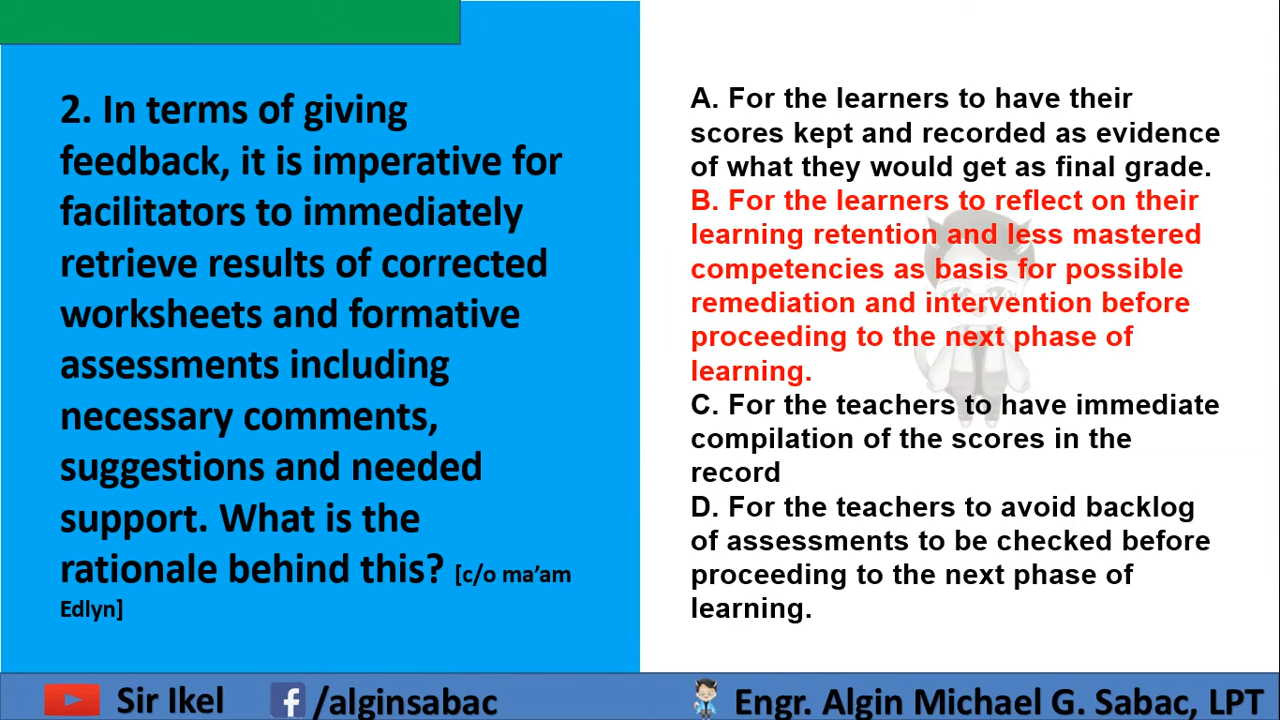 2. In terms of giving
feedback, it is imperative for
facilitators to immediately
retrieve results of corrected
worksheets and formative
assessments including
necessary comments,
suggestions and needed
support. What is the
rationale behind this? [c/o ma’am
Edlyn]
A. For the learners to have their
scores kept and recorded as evidence
of what they would get as final grade.
B. For the learners to reflect on their
learning retention and less mastered
competencies as basis for possible
remediation and intervention before
proceeding to the next phase of
learning.
C. For the teachers to have immediate
compilation of the scores in the
record
D. For the teachers to avoid backlog
of assessments to be checked before
proceeding to the next phase of
learning.
Sir Ikel
f /alginsabac
Engr. Algin Michael G. Sabac, LPT